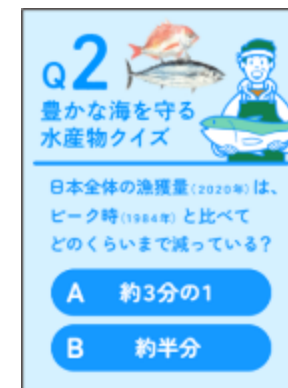 Q2
豊かな海を守る
水産物クイズ
日本全体の漁獲量(2020年)は、
ピーク時(1984年)と比べて
どのくらいまで減っている?
A 約3分の1
B 約半分